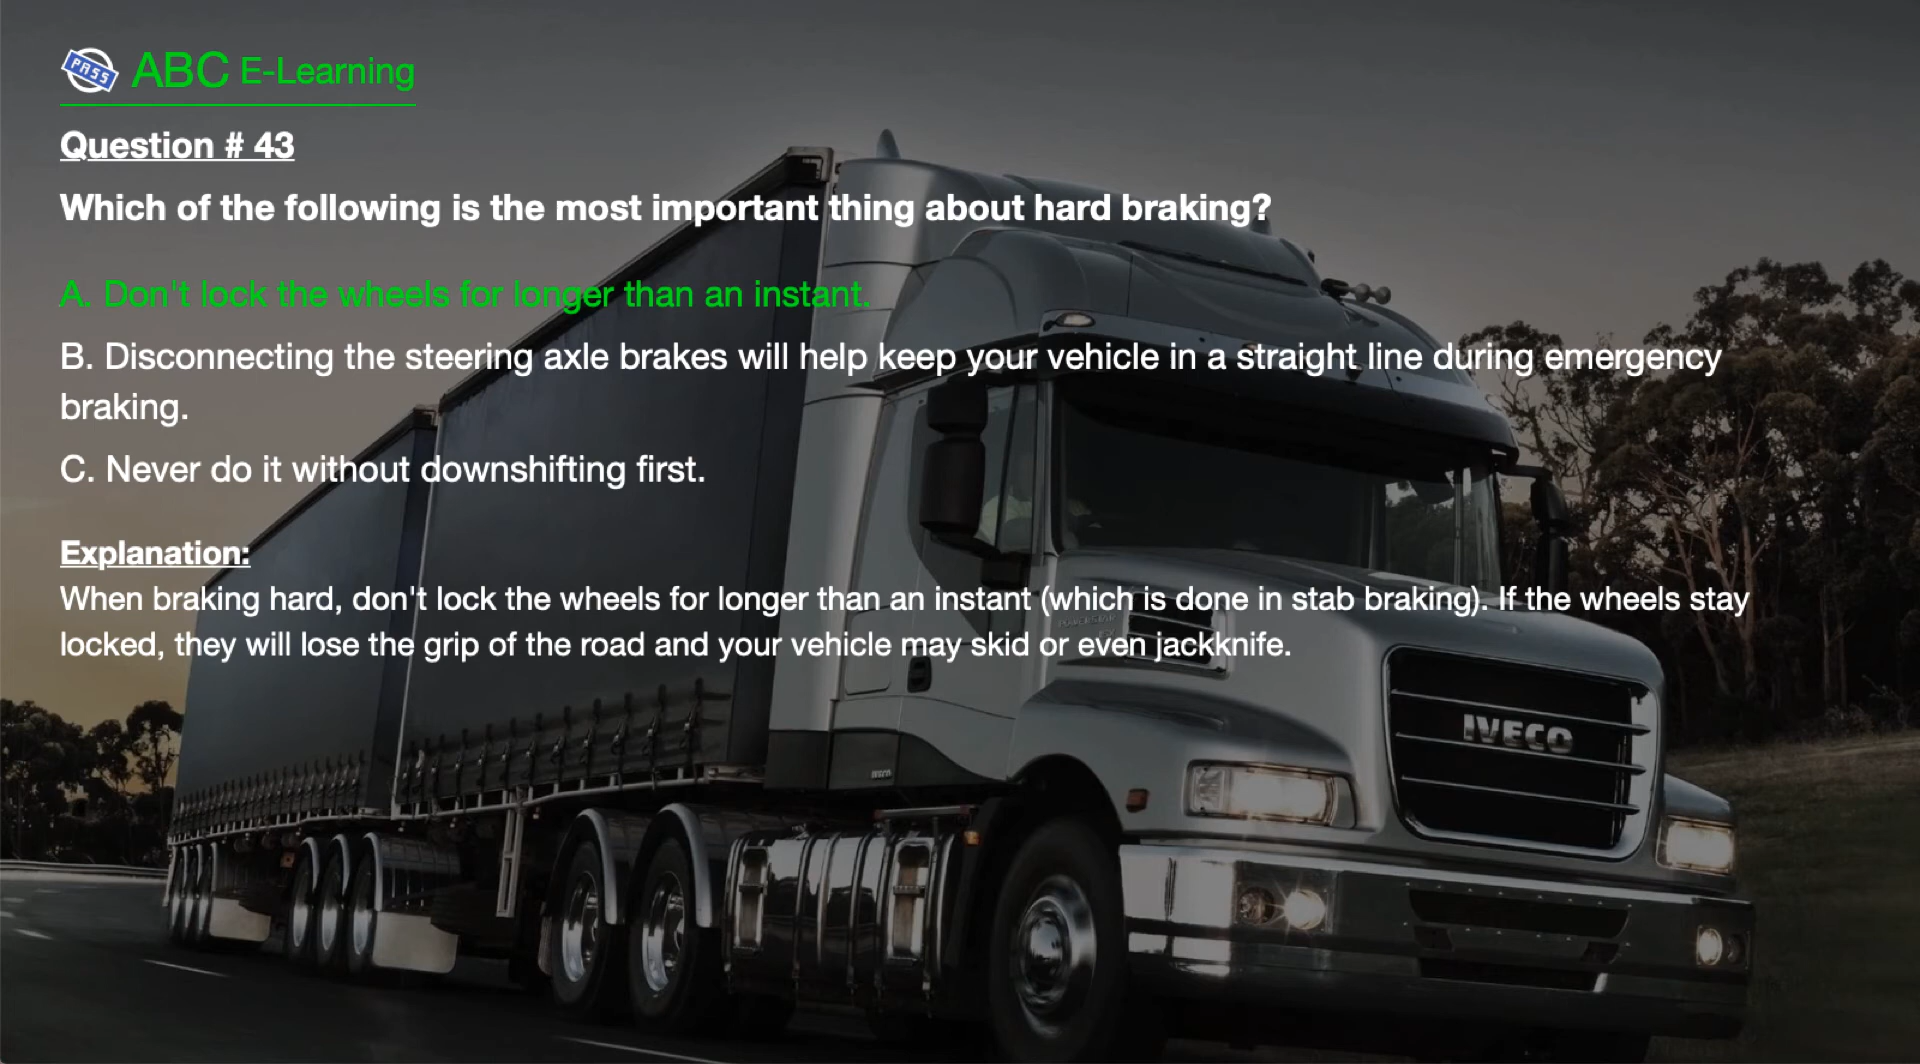 PASS ABC E-Learning
Question # 43
Which of the following is the most important thing about hard braking?
A. Don't lock the wheels for longer than an instant.
B. Disconnecting the steering axle brakes will help keep your vehicle in a straight line during emergency
braking.
C. Never do it without downshifting first.
Explanation:
When braking hard, don't lock the wheels for longer than an instant (which is done in stab braking). If the wheels stay
locked, they will lose the grip of the road and your vehicle may skid or even jackknife.
IVECO